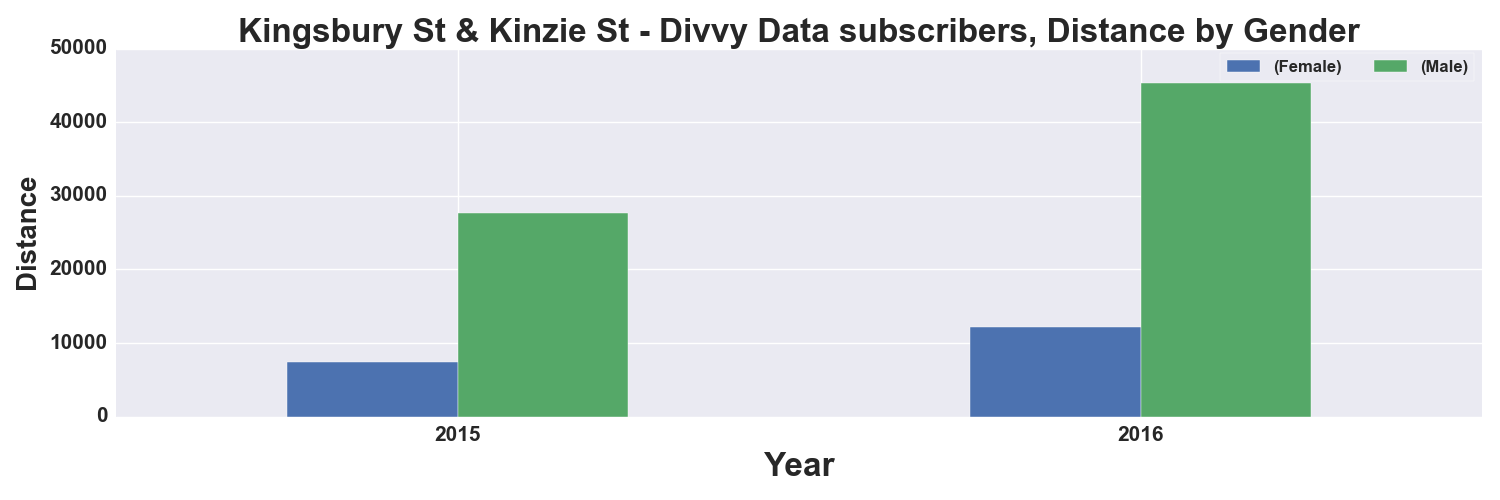 Kingsbury St & Kinzie St - Divvy Data subscribers, Distance by Gender
50000
(Female) (Male)
40000
30000
Distance
20000
10000
0
2015 2016
Year